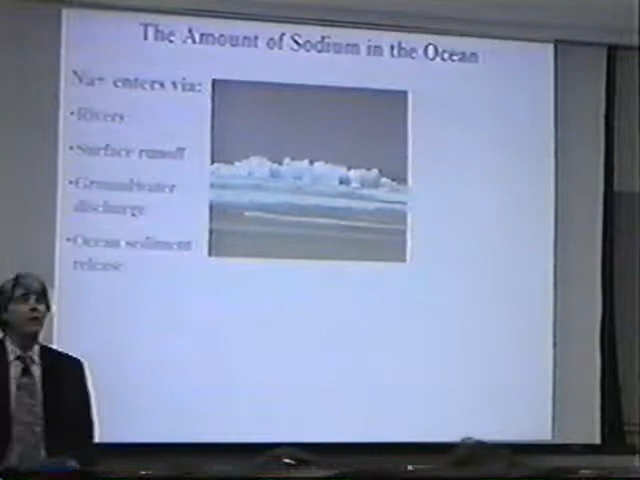 The Amount of Sodium in the Ocean
Na+ enters via:
•Rivers
•Surface runoff
•Groundwater
discharge
•Ocean sediment
release